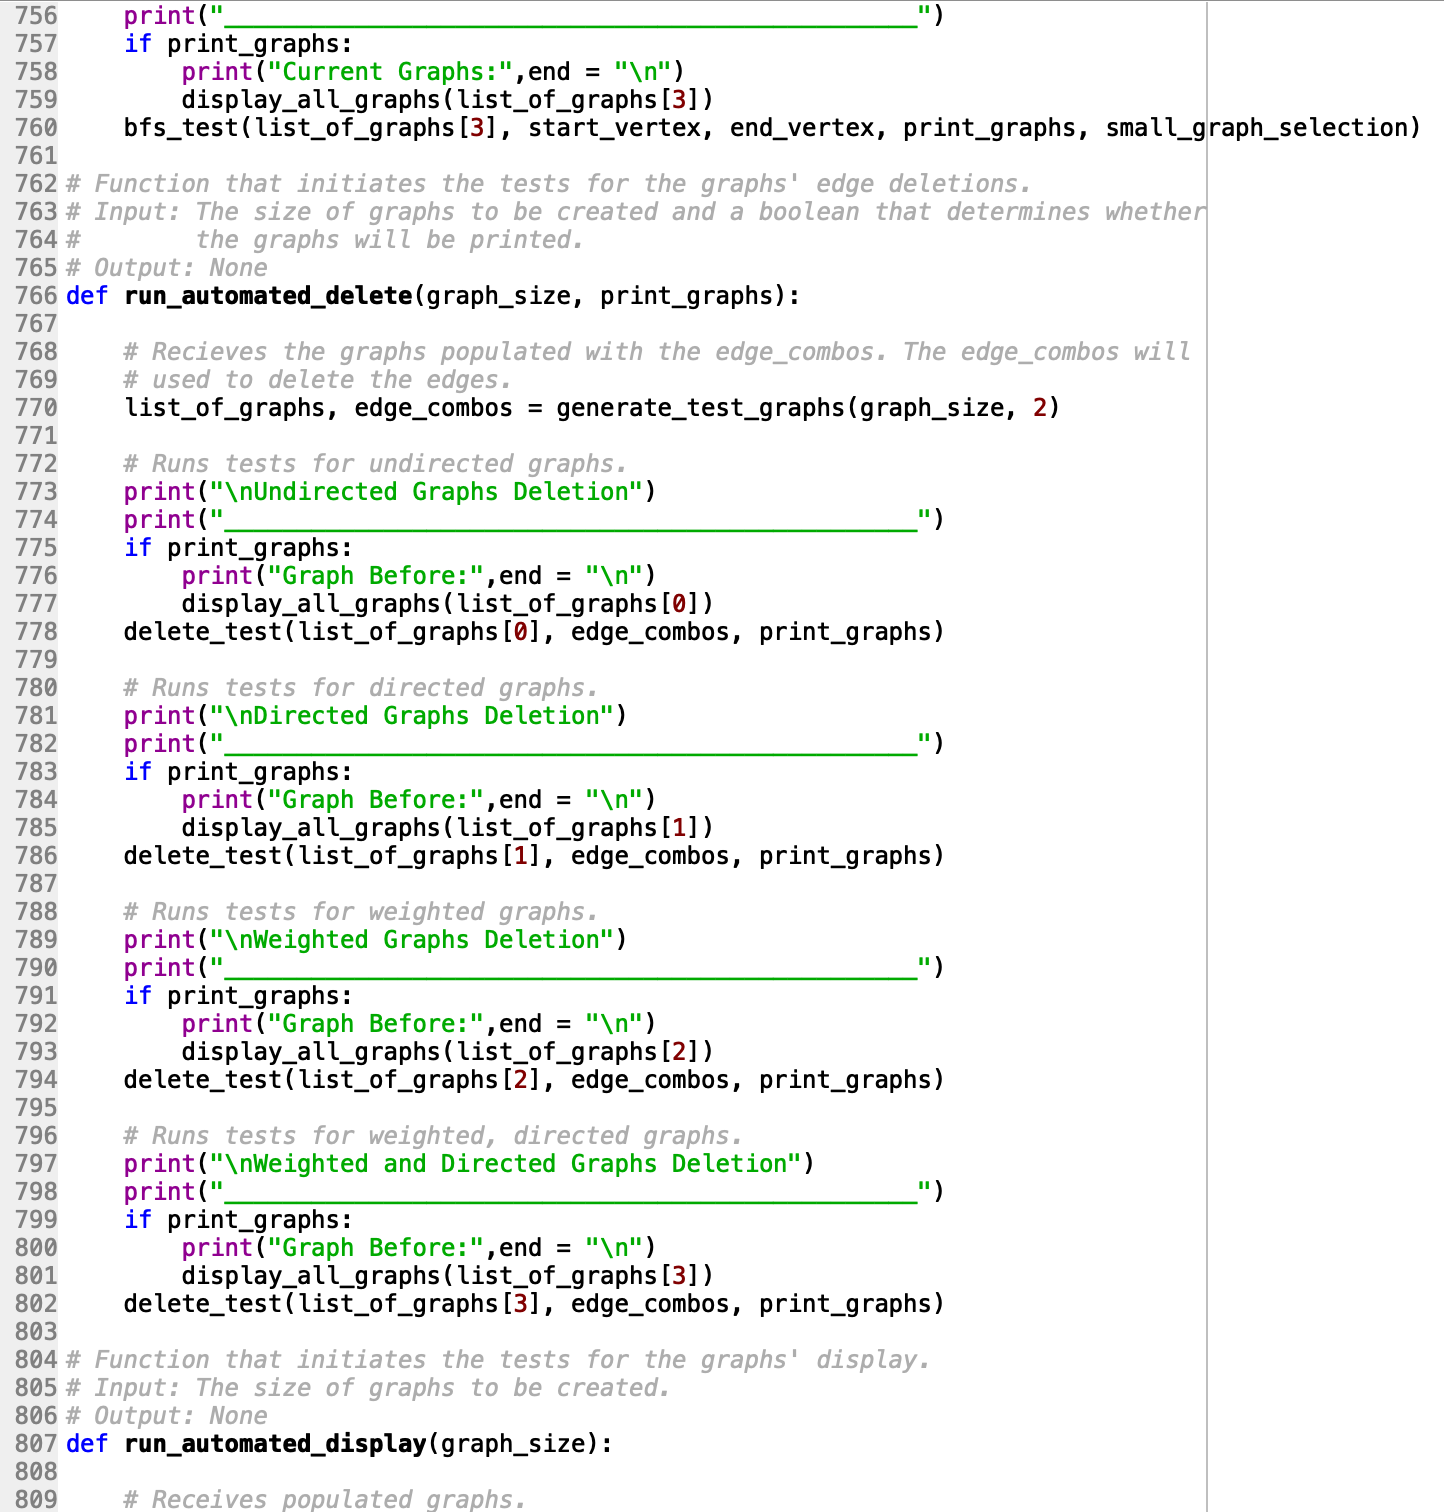 756     print("________________________________________________")
757     if print_graphs:
758         print("Current Graphs:",end = "\n")
759         display_all_graphs(list_of_graphs[3])
760     bfs_test(list_of_graphs[3], start_vertex, end_vertex, print_graphs, small_graph_selection)
761
762 # Function that initiates the tests for the graphs' edge deletions.
763 # Input: The size of graphs to be created and a boolean that determines whether
764 #        the graphs will be printed.
765 # Output: None
766 def run_automated_delete(graph_size, print_graphs):
767
768     # Recieves the graphs populated with the edge_combos. The edge_combos will
769     # used to delete the edges.
770     list_of_graphs, edge_combos = generate_test_graphs(graph_size, 2)
771
772     # Runs tests for undirected graphs.
773     print("\nUndirected Graphs Deletion")
774     print("________________________________________________")
775     if print_graphs:
776         print("Graph Before:",end = "\n")
777         display_all_graphs(list_of_graphs[0])
778     delete_test(list_of_graphs[0], edge_combos, print_graphs)
779
780     # Runs tests for directed graphs.
781     print("\nDirected Graphs Deletion")
782     print("________________________________________________")
783     if print_graphs:
784         print("Graph Before:",end = "\n")
785         display_all_graphs(list_of_graphs[1])
786     delete_test(list_of_graphs[1], edge_combos, print_graphs)
787
788     # Runs tests for weighted graphs.
789     print("\nWeighted Graphs Deletion")
790     print("________________________________________________")
791     if print_graphs:
792         print("Graph Before:",end = "\n")
793         display_all_graphs(list_of_graphs[2])
794     delete_test(list_of_graphs[2], edge_combos, print_graphs)
795
796     # Runs tests for weighted, directed graphs.
797     print("\nWeighted and Directed Graphs Deletion")
798     print("________________________________________________")
799     if print_graphs:
800         print("Graph Before:",end = "\n")
801         display_all_graphs(list_of_graphs[3])
802     delete_test(list_of_graphs[3], edge_combos, print_graphs)
803
804 # Function that initiates the tests for the graphs' display.
805 # Input: The size of graphs to be created.
806 # Output: None
807 def run_automated_display(graph_size):
808
809     # Receives populated graphs.